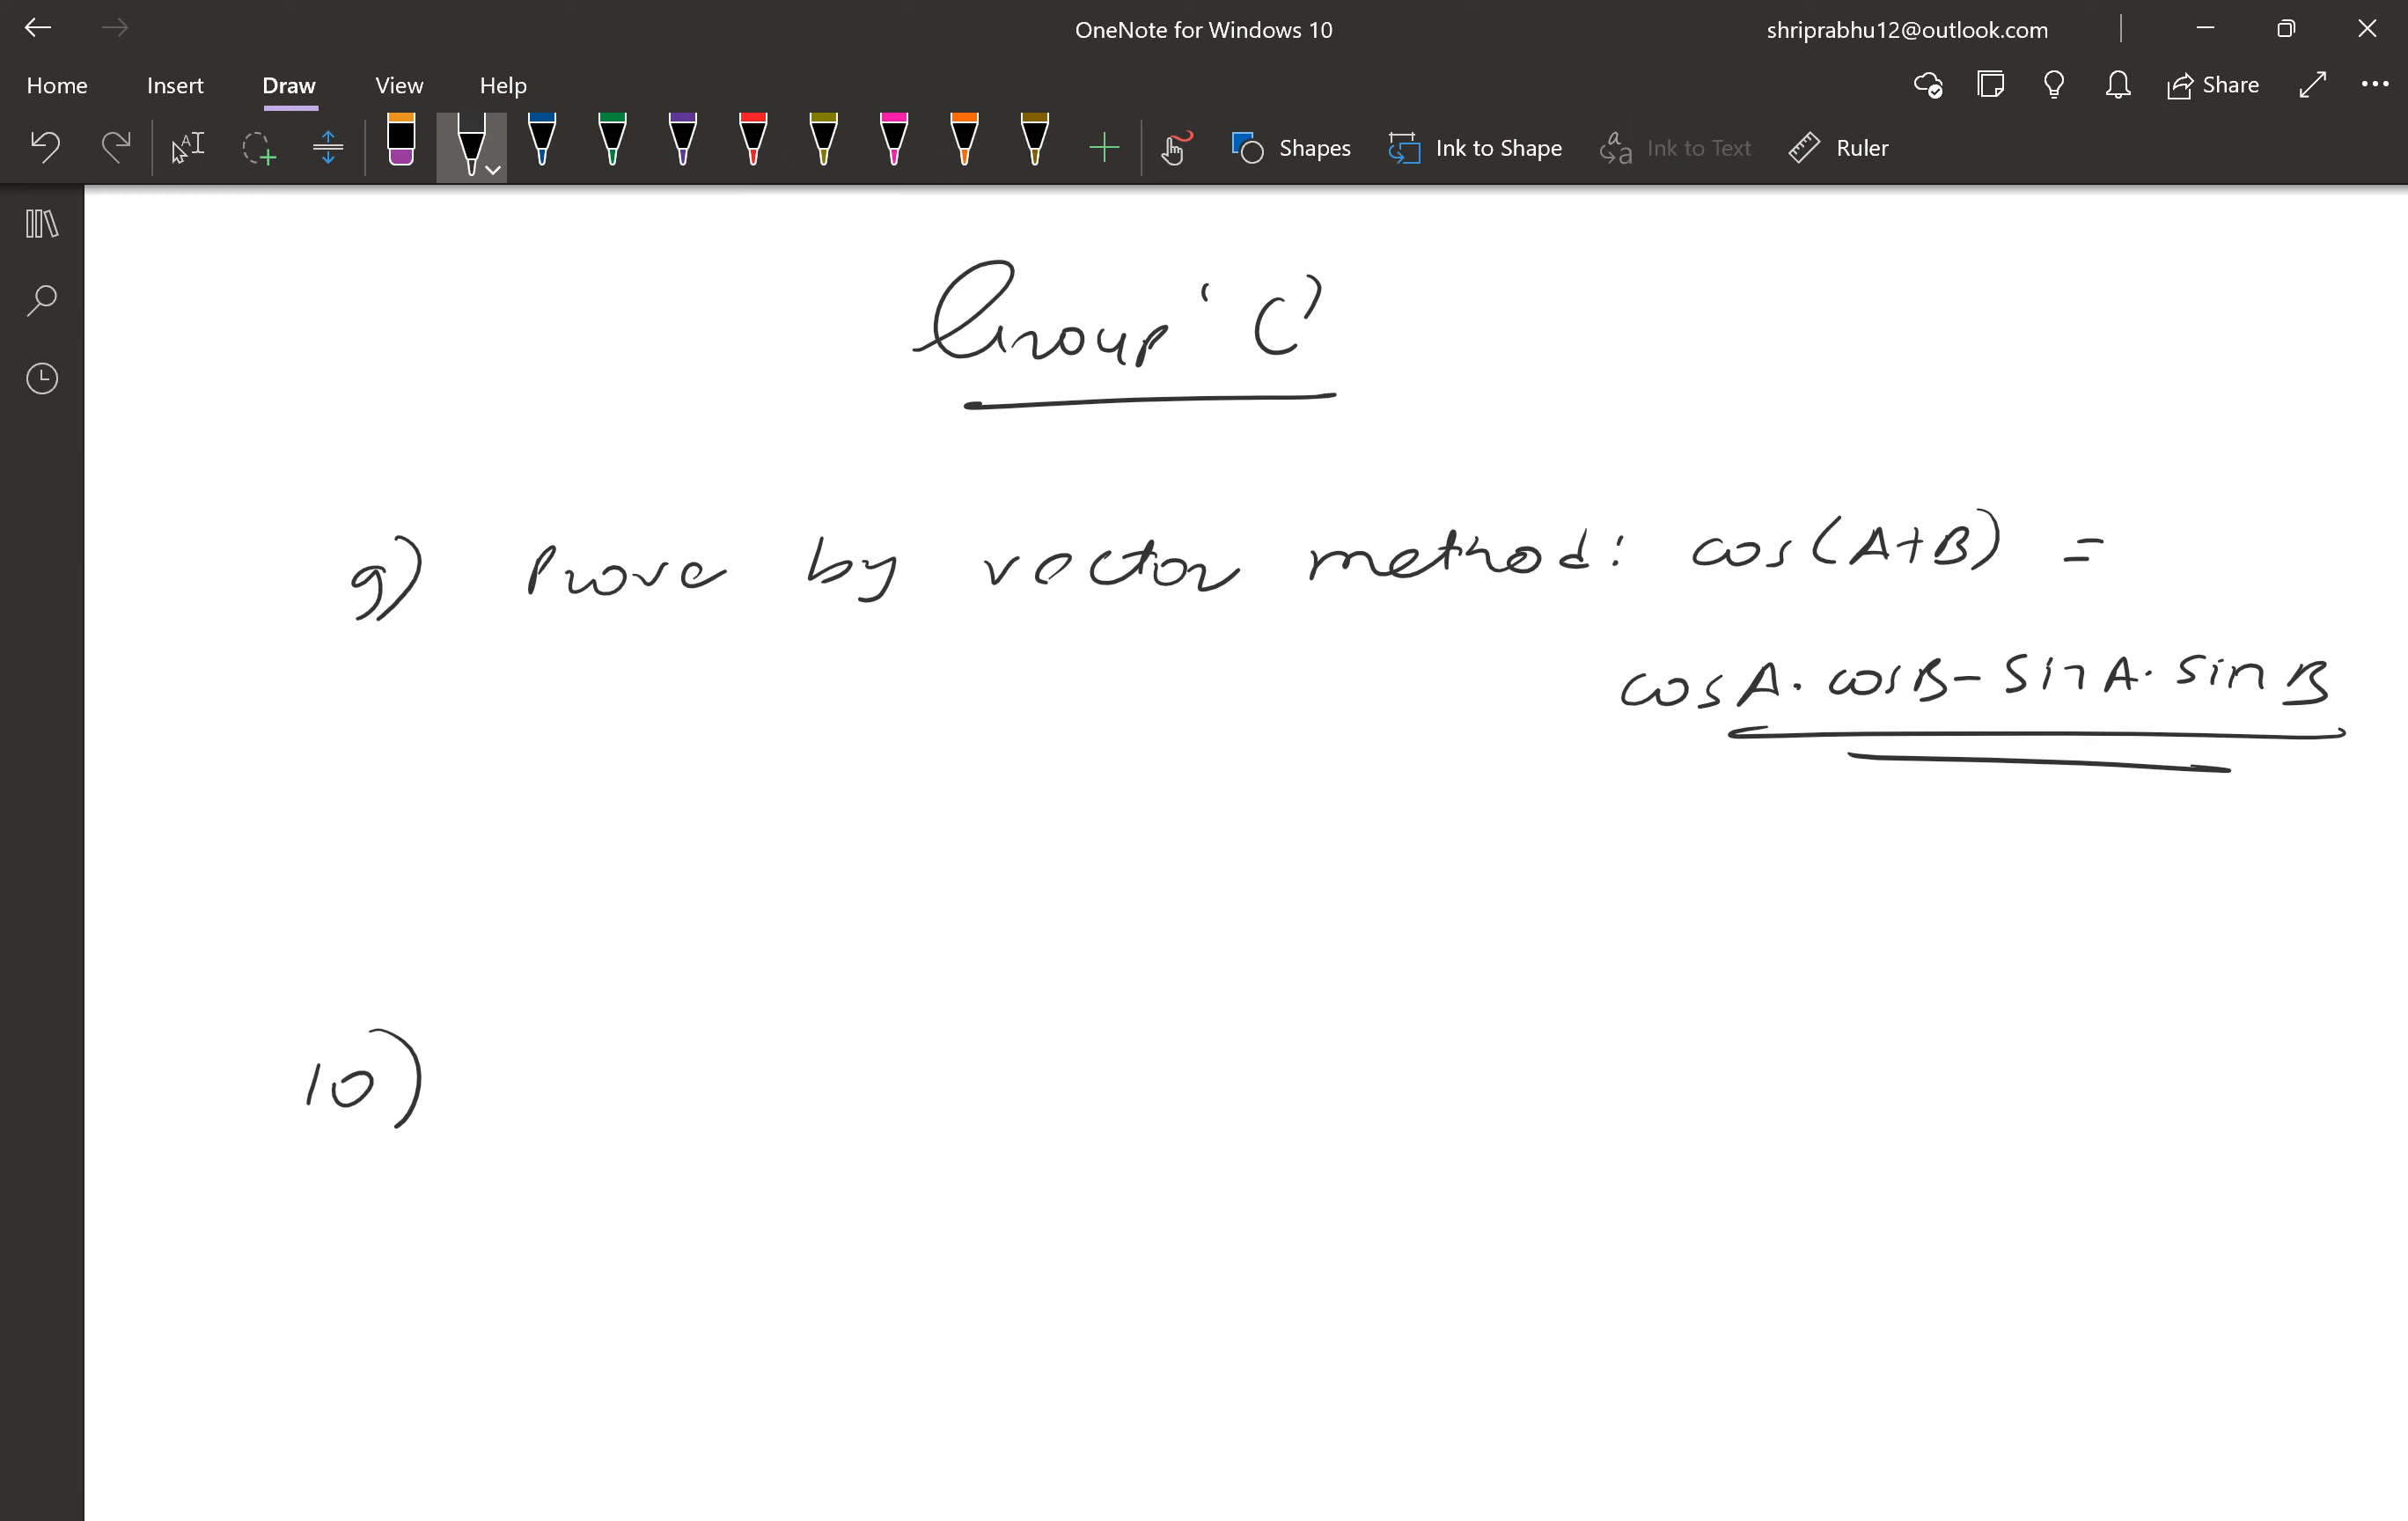 OneNote for Windows 10
shriprabhu12@outlook.com
Home Insert Draw View Help
Share
Shapes Ink to Shape Ink to Text Ruler
Group 'C'
9) Prove by vector method: cos(A+B) =
cosA. cosB- sinA. sinB
10)